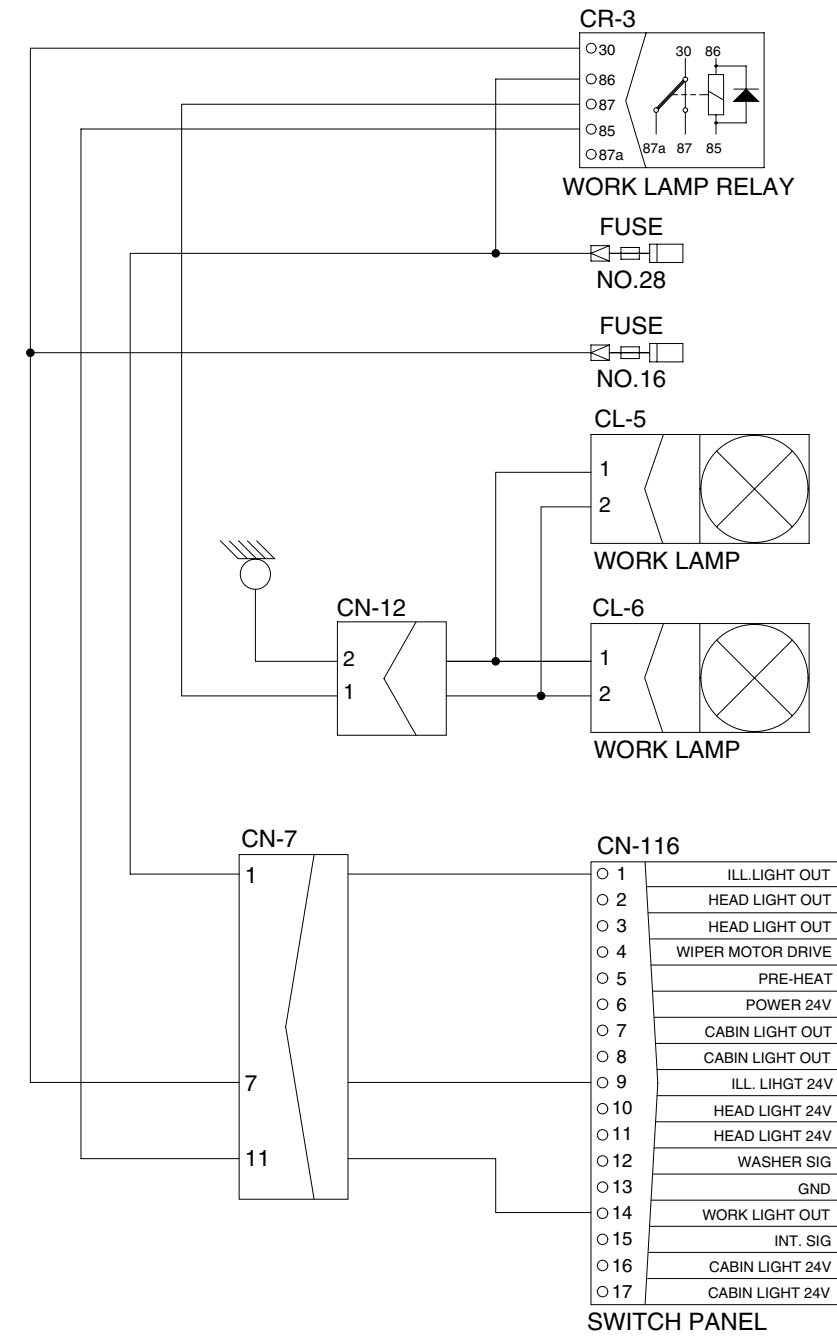 CR-3
30
86
87
85
87a
30 86
87a 87 85
WORK LAMP RELAY
FUSE
NO.28
FUSE
NO.16
CL-5
1
2
WORK LAMP
CN-12
2
1
CL-6
1
2
WORK LAMP
CN-7
1
7
11
CN-116
1 ILL.LIGHT OUT
2 HEAD LIGHT OUT
3 HEAD LIGHT OUT
4 WIPER MOTOR DRIVE
5 PRE-HEAT
6 POWER 24V
7 CABIN LIGHT OUT
8 CABIN LIGHT OUT
9 ILL. LIHGT 24V
10 HEAD LIGHT 24V
11 HEAD LIGHT 24V
12 WASHER SIG
13 GND
14 WORK LIGHT OUT
15 INT. SIG
16 CABIN LIGHT 24V
17 CABIN LIGHT 24V
SWITCH PANEL